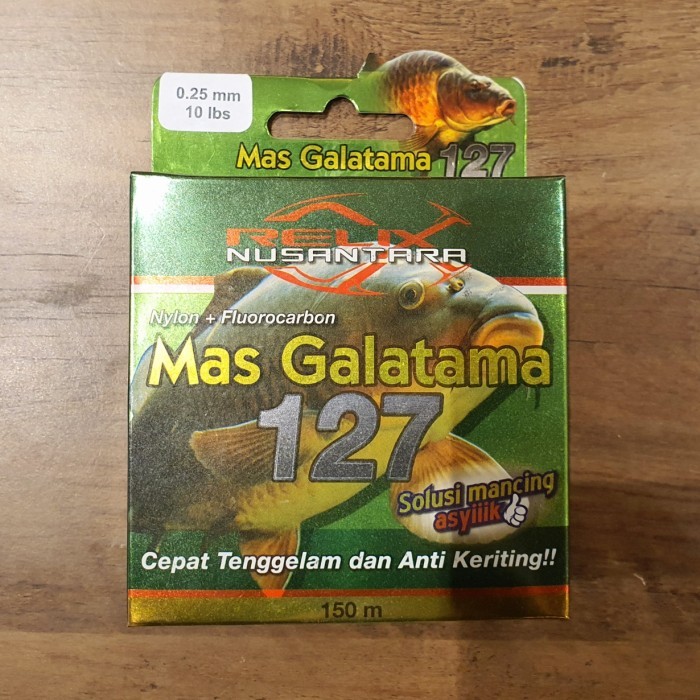 0.25 mm
10 lbs
Mas Galatama 127
RELIX
NUSANTARA
Nylon + Fluorocarbon
Mas Galatama
127
Solusi mancing
asyiiik
Cepat Tenggelam dan Anti Keriting!!
150 m